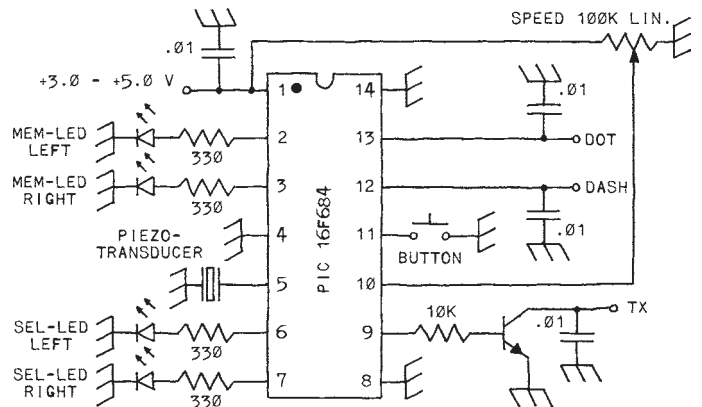 SPEED 100K LIN.
.01
+3.0 - +5.0 V
1
14
.01
MEM-LED
LEFT
330
2
13
DOT
MEM-LED
RIGHT
330
3
12
DASH
PIC 16F684
4
11
BUTTON
.01
PIEZO-
TRANSDUCER
5
10
SEL-LED
LEFT
330
6
9
10K
.01
TX
SEL-LED
RIGHT
330
7
8